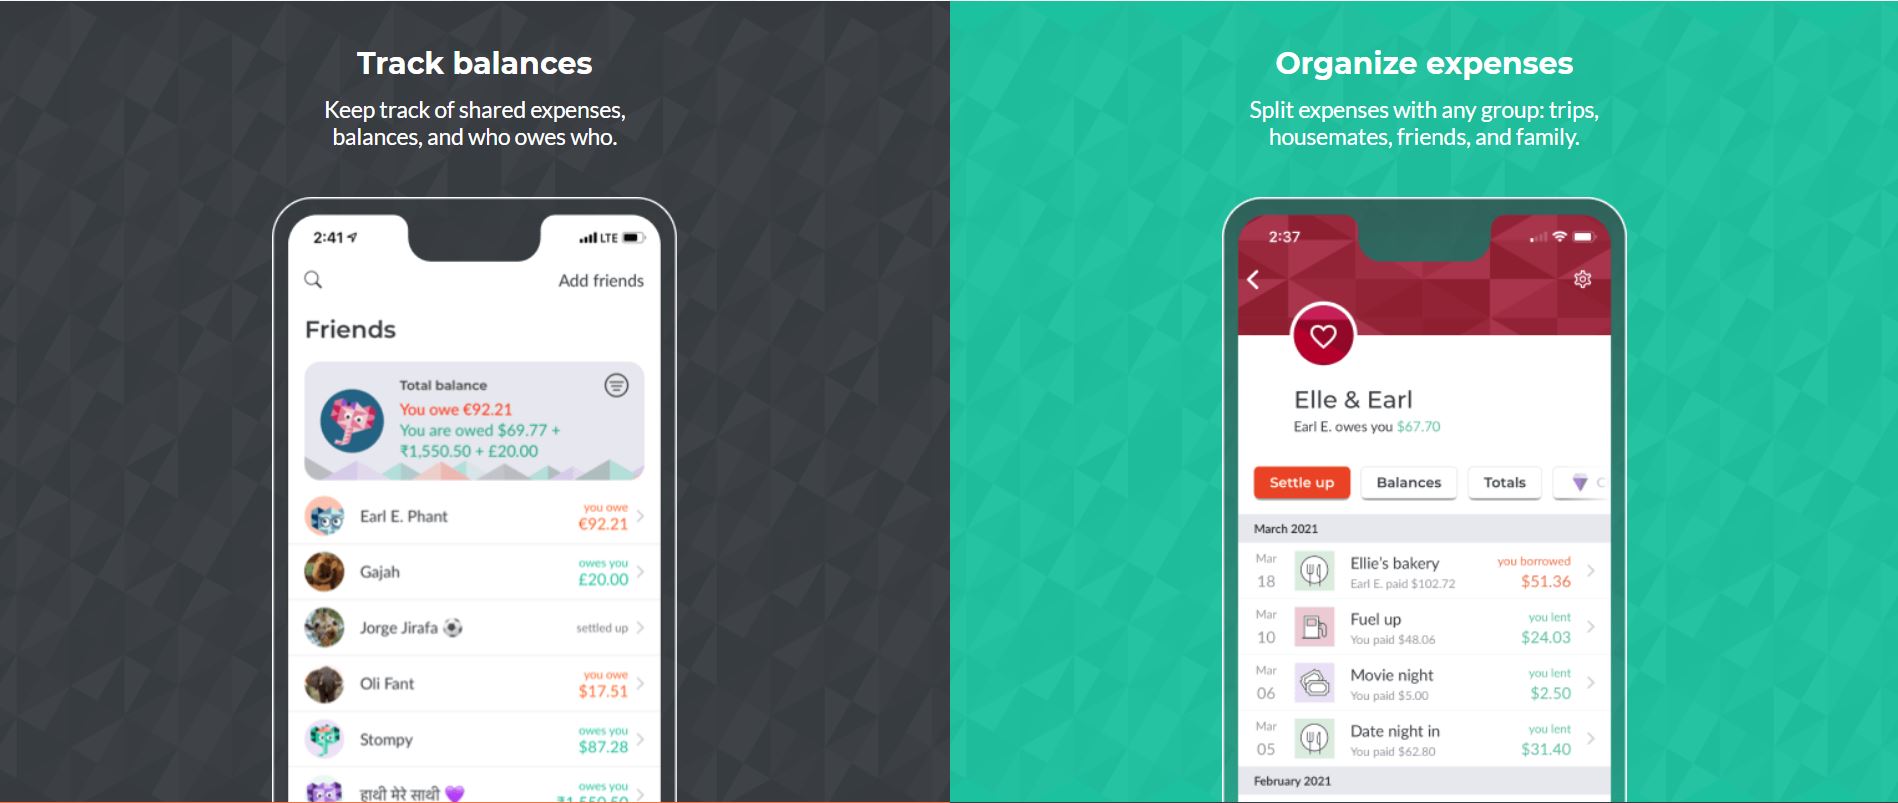 Track balances
Keep track of shared expenses,
balances, and who owes who.
2:41
LTE
Add friends
Friends
Total balance
You owe €92.21
You are owed $69.77 +
₹1,550.50 + £20.00
Earl E. Phant
you owe
€92.21
Gajah
owes you
£20.00
Jorge Jirafa
settled up
Oli Fant
you owe
$17.51
Stompy
owes you
$87.28
हाथी मेरे साथी
owes you
₹1,550.50
Organize expenses
Split expenses with any group: trips,
housemates, friends, and family.
2:37
Elle & Earl
Earl E. owes you $67.70
Settle up
Balances
Totals
C
March 2021
Mar
18
Ellie's bakery
Earl E. paid $102.72
you borrowed
$51.36
Mar
10
Fuel up
You paid $48.06
you lent
$24.03
Mar
06
Movie night
You paid $5.00
you lent
$2.50
Mar
05
Date night in
You paid $62.80
you lent
$31.40
February 2021